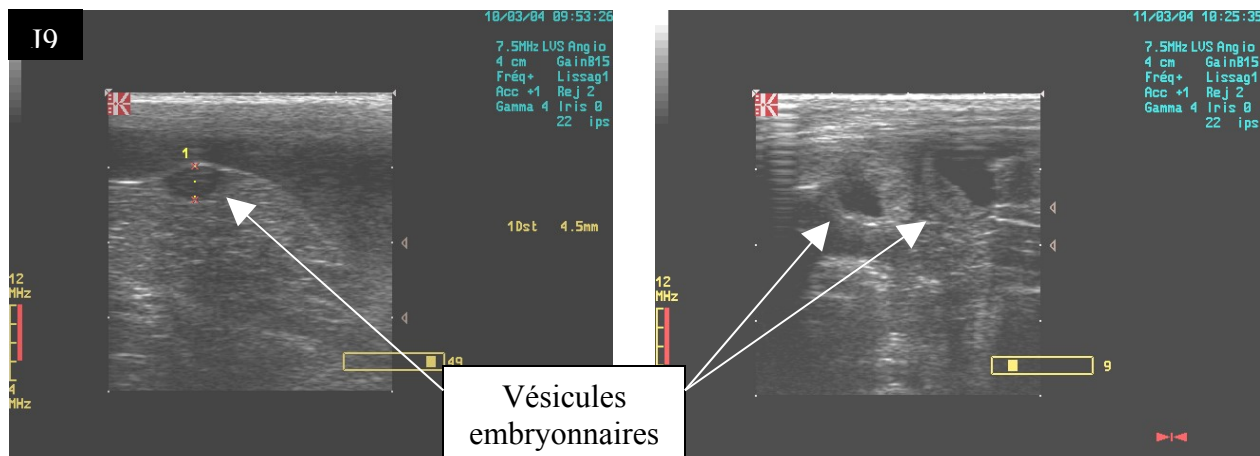 J9
10/03/04 09:53:26
7.5MHz LVS Angio
4 cm GainB15
Fréq+ Lissag1
Acc +1 Rej 2
Gamma 4 Iris 0
22 ips
K
1
1Dst 4.5mm
12
MHz
4
MHz
49
11/03/04 10:25:35
7.5MHz LVS Angio
4 cm GainB15
Fréq+ Lissag1
Acc +1 Rej 2
Gamma 4 Iris 0
22 ips
K
12
MHz
9
Vésicules
embryonnaires